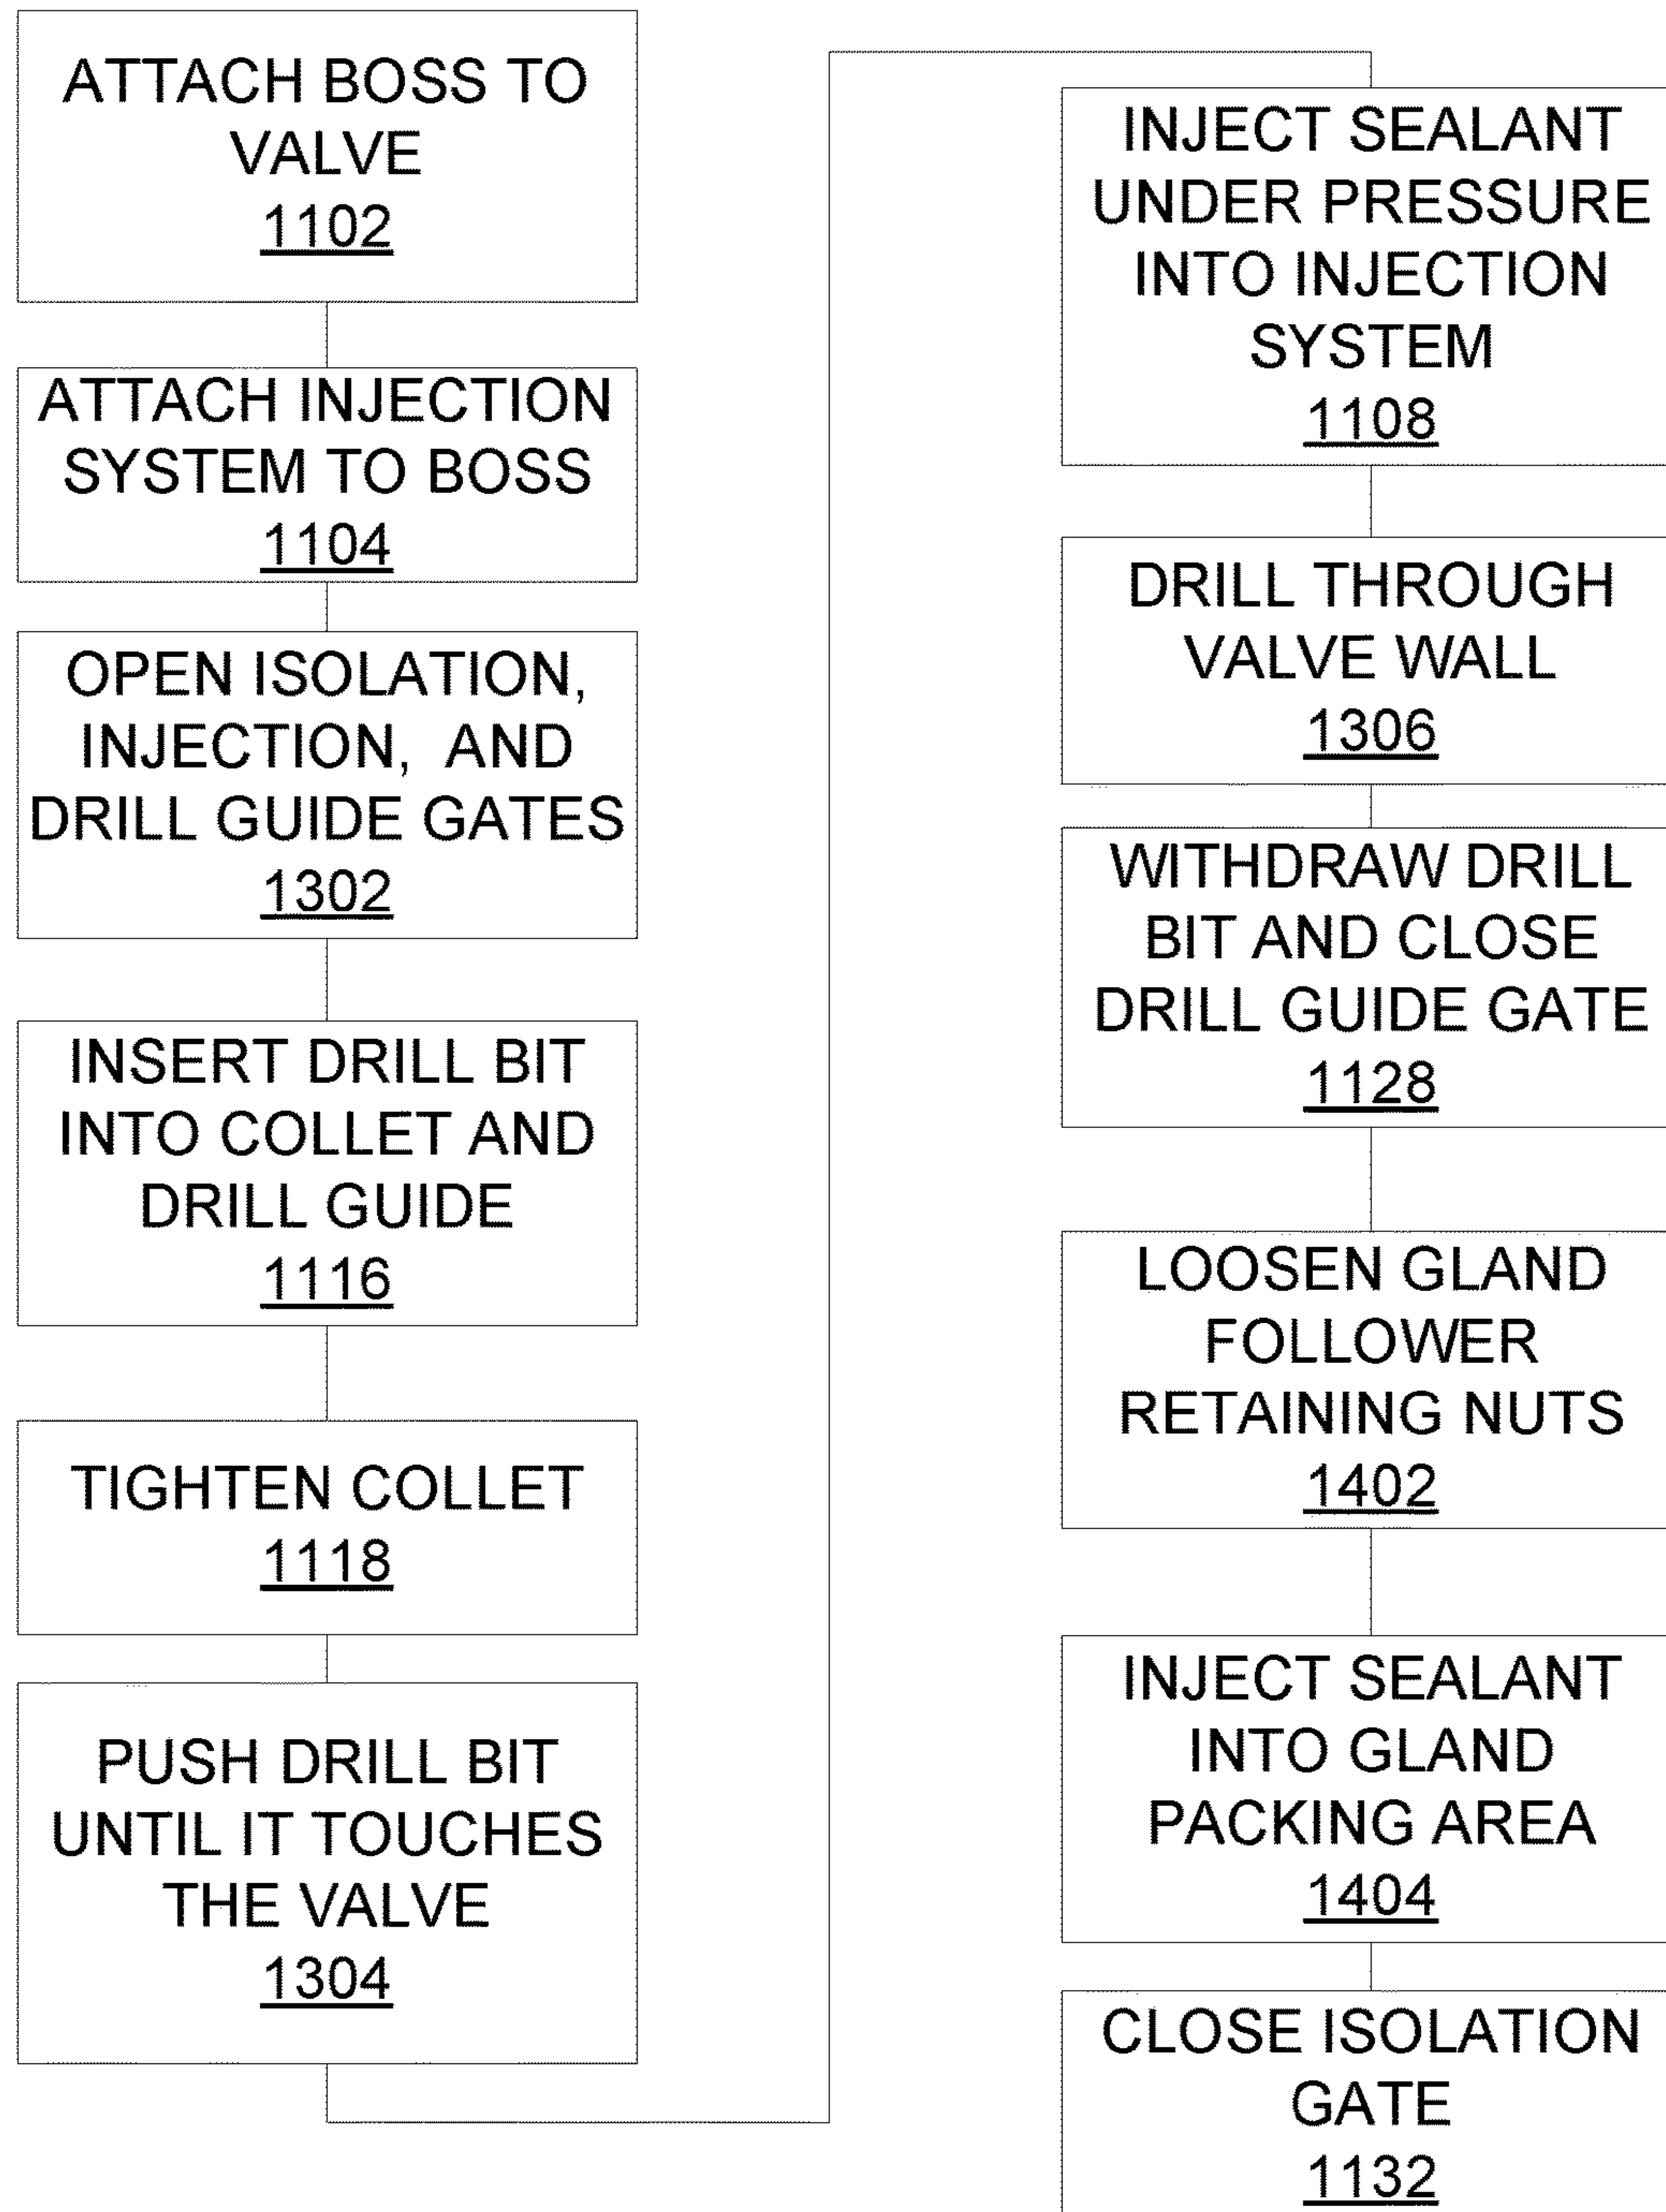 ATTACH BOSS TO
VALVE
1102
ATTACH INJECTION
SYSTEM TO BOSS
1104
OPEN ISOLATION,
INJECTION, AND
DRILL GUIDE GATES
1302
INSERT DRILL BIT
INTO COLLET AND
DRILL GUIDE
1116
TIGHTEN COLLET
1118
PUSH DRILL BIT
UNTIL IT TOUCHES
THE VALVE
1304
INJECT SEALANT
UNDER PRESSURE
INTO INJECTION
SYSTEM
1108
DRILL THROUGH
VALVE WALL
1306
WITHDRAW DRILL
BIT AND CLOSE
DRILL GUIDE GATE
1128
LOOSEN GLAND
FOLLOWER
RETAINING NUTS
1402
INJECT SEALANT
INTO GLAND
PACKING AREA
1404
CLOSE ISOLATION
GATE
1132